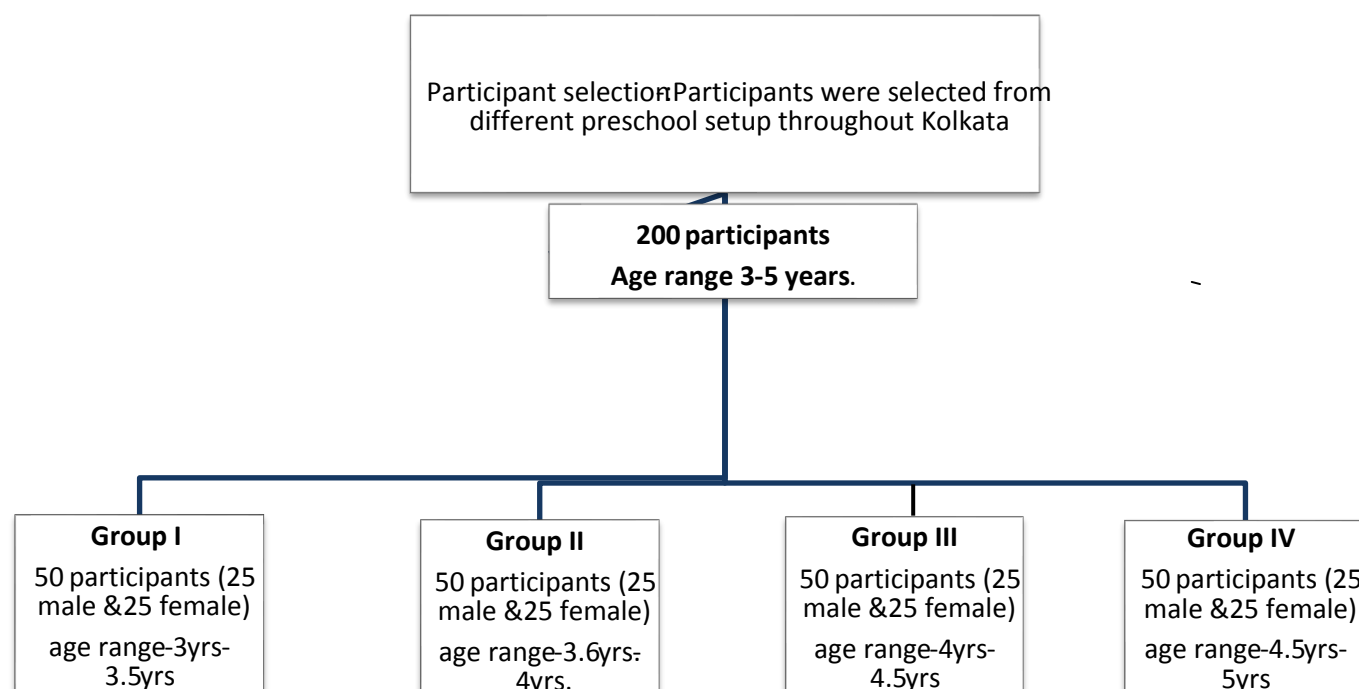 Participant selection:Participants were selected from
different preschool setup throughout Kolkata
200 participants
Age range 3-5 years.
Group I
50 participants (25
male &25 female)
age range-3yrs-
3.5yrs
Group II
50 participants (25
male &25 female)
age range-3.6yrs-
4yrs.
Group III
50 participants (25
male &25 female)
age range-4yrs-
4.5yrs
Group IV
50 participants (25
male &25 female)
age range-4.5yrs-
5yrs